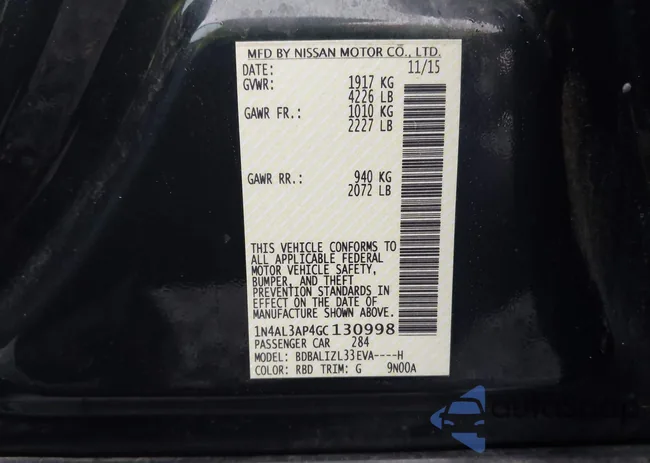 MFD BY NISSAN MOTOR CO., LTD.
DATE: 11/15
GVWR: 1917 KG
4226 LB
GAWR FR.: 1010 KG
2227 LB
GAWR RR.: 940 KG
2072 LB
THIS VEHICLE CONFORMS TO
ALL APPLICABLE FEDERAL
MOTOR VEHICLE SAFETY,
BUMPER, AND THEFT
PREVENTION STANDARDS IN
EFFECT ON THE DATE OF
MANUFACTURE SHOWN ABOVE.
1N4AL3AP4GC130998
PASSENGER CAR 284
MODEL: BDBALIZL33EVA----H
COLOR: RBD TRIM: G 9N00A